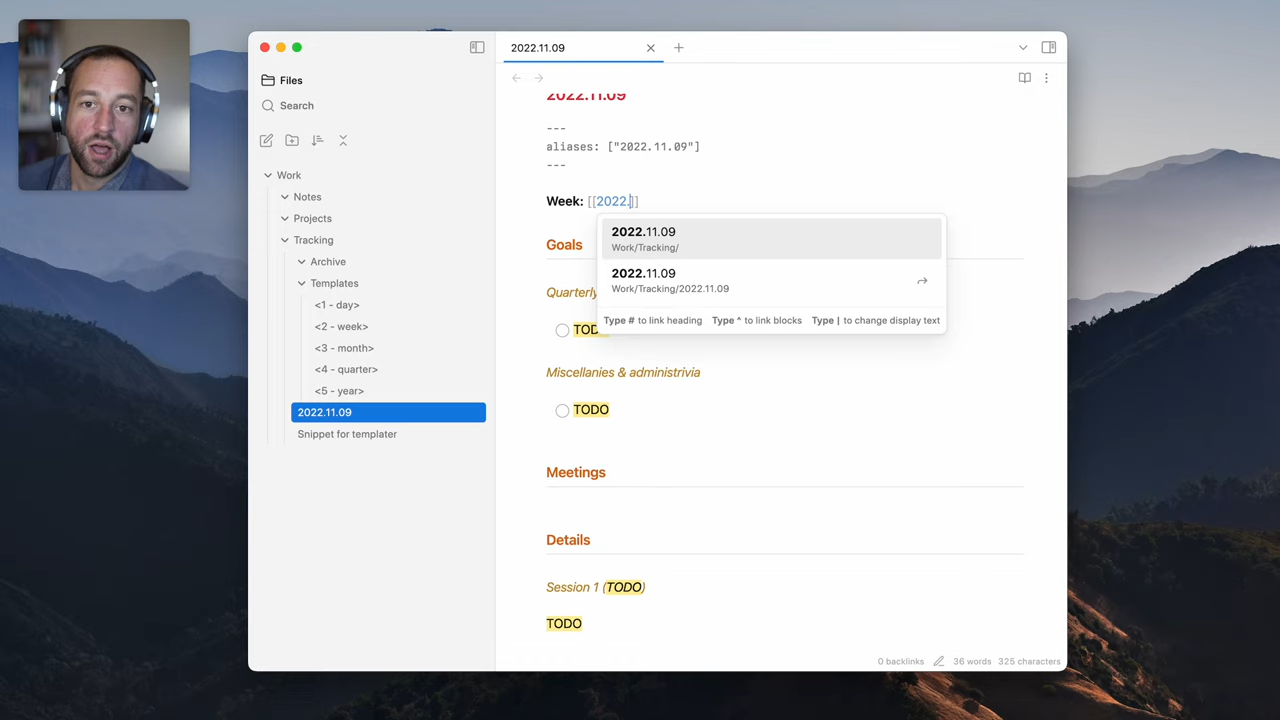 2022.11.09
Files
Search
Work
Notes
Projects
Tracking
Archive
Templates
<1 - day>
<2 - week>
<3 - month>
<4 - quarter>
<5 - year>
2022.11.09
Snippet for templater
2022.11.09
---
aliases: ["2022.11.09"]
---
Week: [[2022.]]
2022.11.09
Work/Tracking/
2022.11.09
Work/Tracking/2022.11.09
Type # to link heading Type ^ to link blocks Type | to change display text
Goals
Quarterly
TODO
Miscellanies & administrivia
TODO
Meetings
Details
Session 1 (TODO)
TODO
0 backlinks 36 words 325 characters